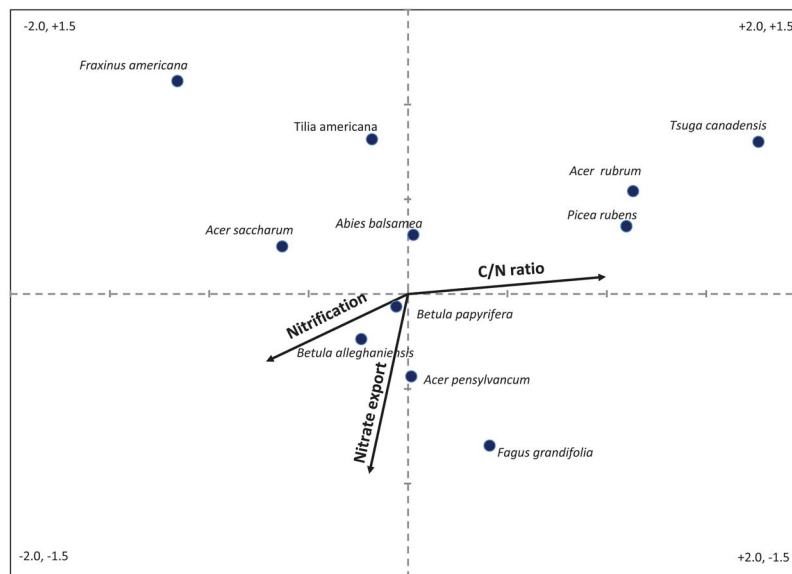 -2.0, +1.5
+2.0, +1.5
Fraxinus americana
Tilia americana
Tsuga canadensis
Acer rubrum
Picea rubens
Acer saccharum
Abies balsamea
C/N ratio
Nitrification
Betula papyrifera
Betula alleghaniensis
Acer pensylvancum
Nitrate export
Fagus grandifolia
-2.0, -1.5
+2.0, -1.5